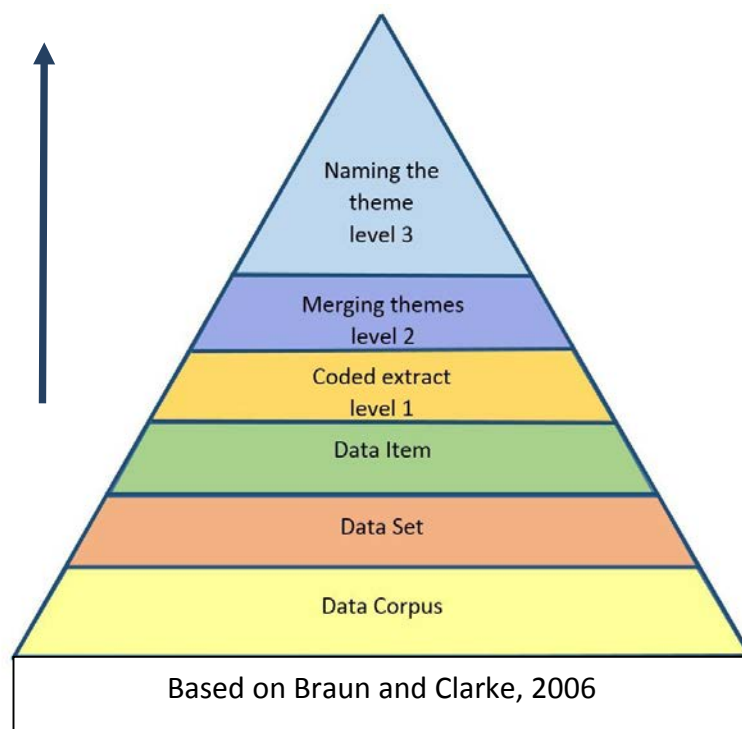 Naming the
theme
level 3
Merging themes
level 2
Coded extract
level 1
Data Item
Data Set
Data Corpus
Based on Braun and Clarke, 2006